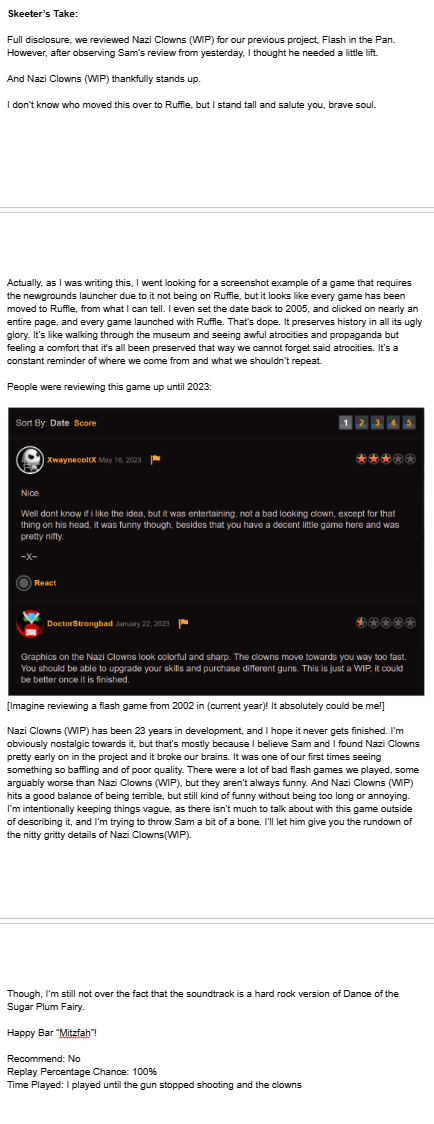 Skeeter's Take:
Full disclosure, we reviewed Nazi Clowns (WIP) for our previous project, Flash in the Pan.
However, after observing Sam's review from yesterday, I thought he needed a little lift.
And Nazi Clowns (WIP) thankfully stands up.
I don't know who moved this over to Ruffle, but I stand tall and salute you, brave soul.
Actually, as I was writing this, I went looking for a screenshot example of a game that requires
the newgrounds launcher due to it not being on Ruffle, but it looks like every game has been
moved to Ruffle, from what I can tell. I even set the date back to 2005, and clicked on nearly an
entire page, and every game launched with Ruffle. That's dope. It preserves history in all its ugly
glory. It's like walking through the museum and seeing awful atrocities and propaganda but
feeling a comfort that it's all been preserved that way we cannot forget said atrocities. It's a
constant reminder of where we come from and what we shouldn't repeat.
People were reviewing this game up until 2023:
Sort By: Date Score
1 2 3 4 5
XwaynecoltX May 16, 2023
Nice
Well dont know if i like the idea, but it was entertaining, not a bad looking clown, except for that
thing on his head, it was funny though, besides that you have a decent little game here and was
pretty nifty.
~X~
React
DoctorStrongbad January 22, 2023
Graphics on the Nazi Clowns look colorful and sharp. The clowns move towards you way too fast.
You should be able to upgrade your skills and purchase different guns. This is just a WIP, it could
be better once it is finished.
[Imagine reviewing a flash game from 2002 in (current year)! It absolutely could be me!]
Nazi Clowns (WIP) has been 23 years in development, and I hope it never gets finished. I'm
obviously nostalgic towards it, but that's mostly because I believe Sam and I found Nazi Clowns
pretty early on in the project and it broke our brains. It was one of our first times seeing
something so baffling and of poor quality. There were a lot of bad flash games we played, some
arguably worse than Nazi Clowns (WIP), but they aren't always funny. And Nazi Clowns (WIP)
hits a good balance of being terrible, but still kind of funny without being too long or annoying.
I'm intentionally keeping things vague, as there isn't much to talk about with this game outside
of describing it, and I'm trying to throw Sam a bit of a bone. I'll let him give you the rundown of
the nitty gritty details of Nazi Clowns(WIP).
Though, I'm still not over the fact that the soundtrack is a hard rock version of Dance of the
Sugar Plum Fairy.
Happy Bar "Mitzfah"!
Recommend: No
Replay Percentage Chance: 100%
Time Played: I played until the gun stopped shooting and the clowns